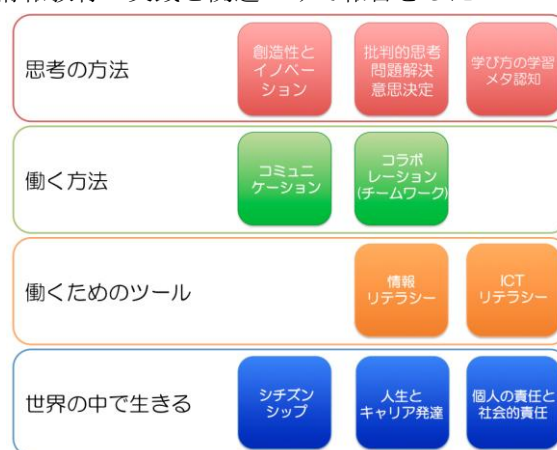 思考の方法
創造性と
イノベー
ション
批判的思考
問題解決
意思決定
学び方の学習
メタ認知
働く方法
コミュニ
ケーション
コラボ
レーション
(チームワーク)
働くためのツール
情報
リテラシー
ICT
リテラシー
世界の中で生きる
シチズン
シップ
人生と
キャリア発達
個人の責任と
社会的責任